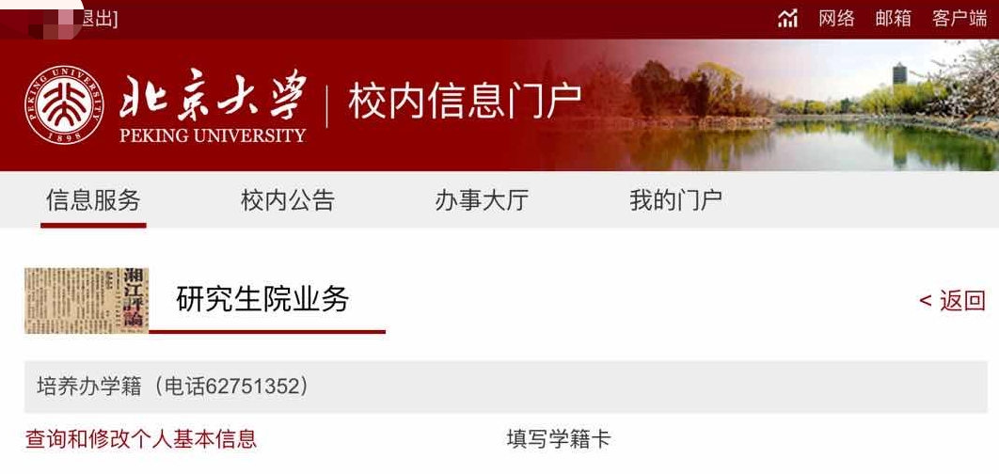 退出]
网络 邮箱 客户端
PEKING UNIVERSITY
1898
北京大学 | 校内信息门户
PEKING UNIVERSITY
信息服务 校内公告 办事大厅 我的门户
湘江評論
研究生院业务
< 返回
培养办学籍（电话62751352）
查询和修改个人基本信息 填写学籍卡